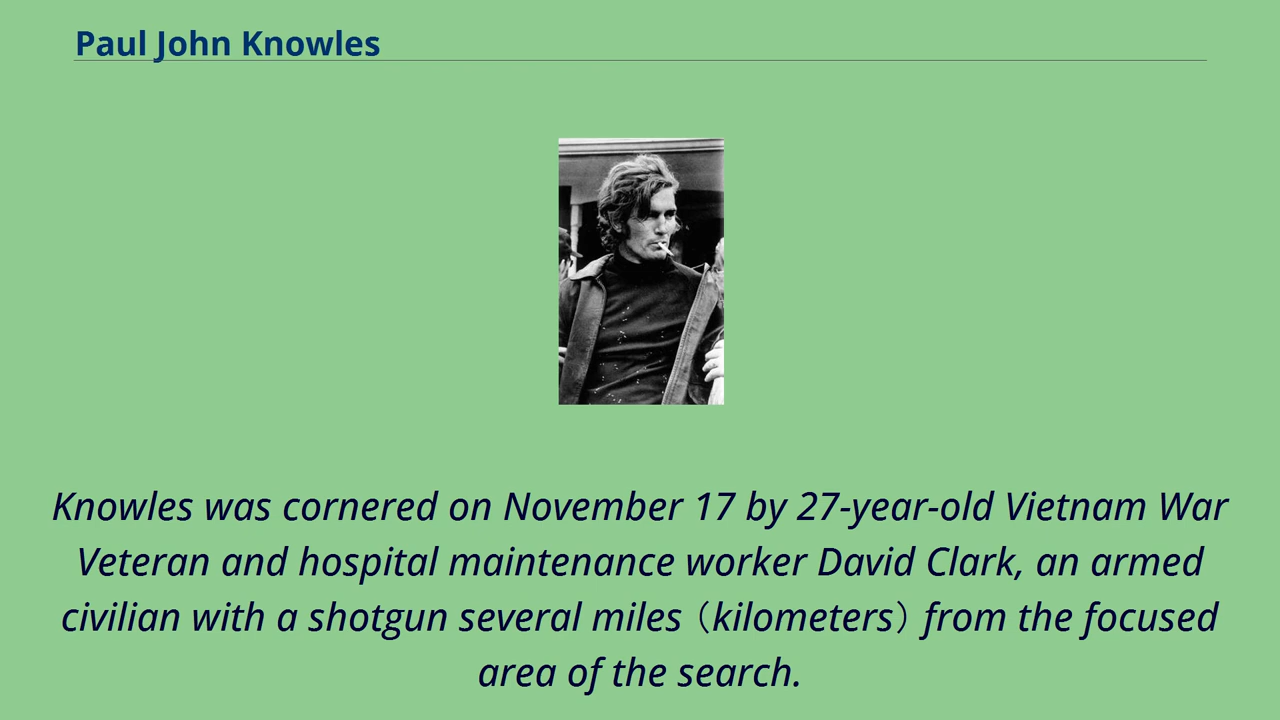 Paul John Knowles
Knowles was cornered on November 17 by 27-year-old Vietnam War
Veteran and hospital maintenance worker David Clark, an armed
civilian with a shotgun several miles（kilometers）from the focused
area of the search.